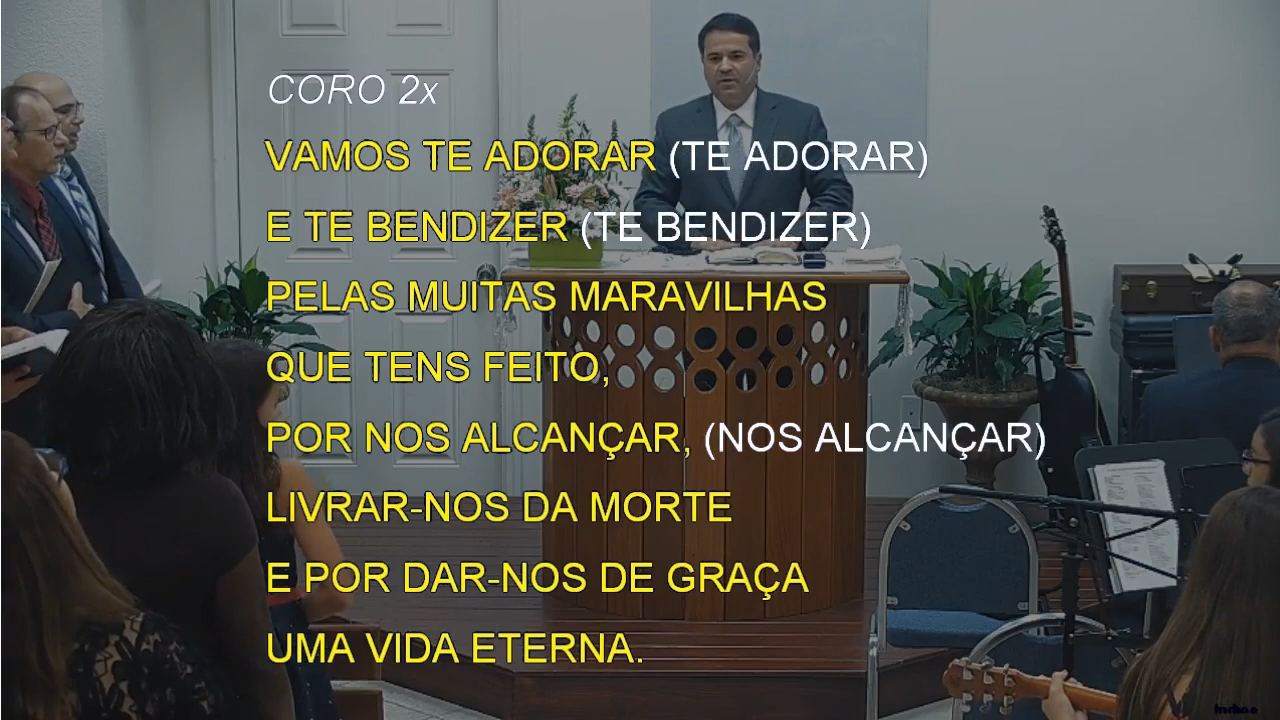 CORO 2x
VAMOS TE ADORAR (TE ADORAR)
E TE BENDIZER (TE BENDIZER)
PELAS MUITAS MARAVILHAS
QUE TENS FEITO,
POR NOS ALCANÇAR, (NOS ALCANÇAR)
LIVRAR-NOS DA MORTE
E POR DAR-NOS DE GRAÇA
UMA VIDA ETERNA.